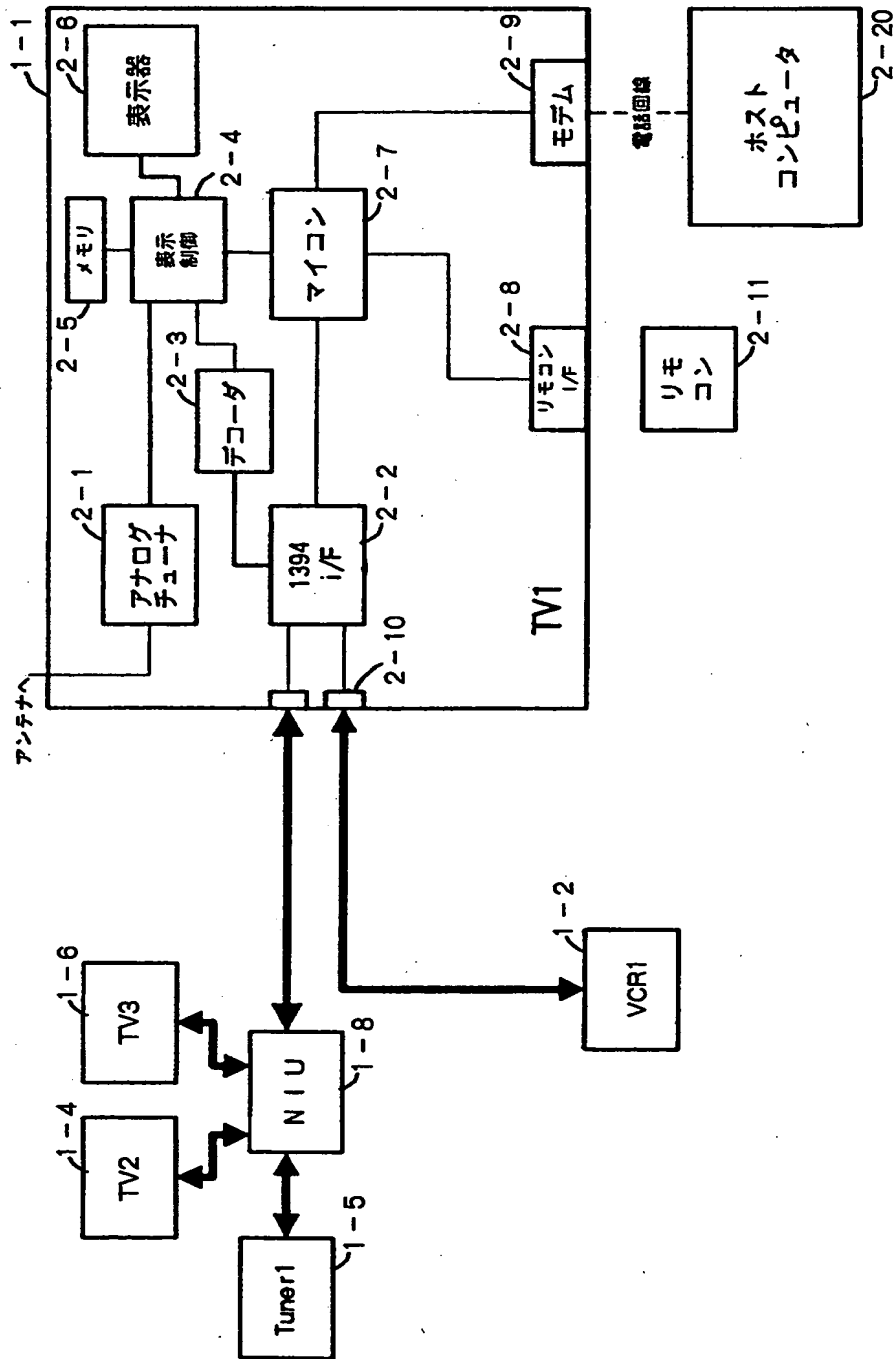 アンテナへ
1-1
アナログ
チューナ
2-1
メモリ
2-5
表示
制御
2-4
表示器
2-6
デコーダ
2-3
1394
i/F
2-2
マイコン
2-7
2-10
リモコン
i/F
2-8
モデム
2-9
TV1
電話回線
リモ
コン
2-11
ホスト
コンピュータ
2-20
TV2
1-4
TV3
1-6
NIU
1-8
Tuner1
1-5
VCR1
1-2